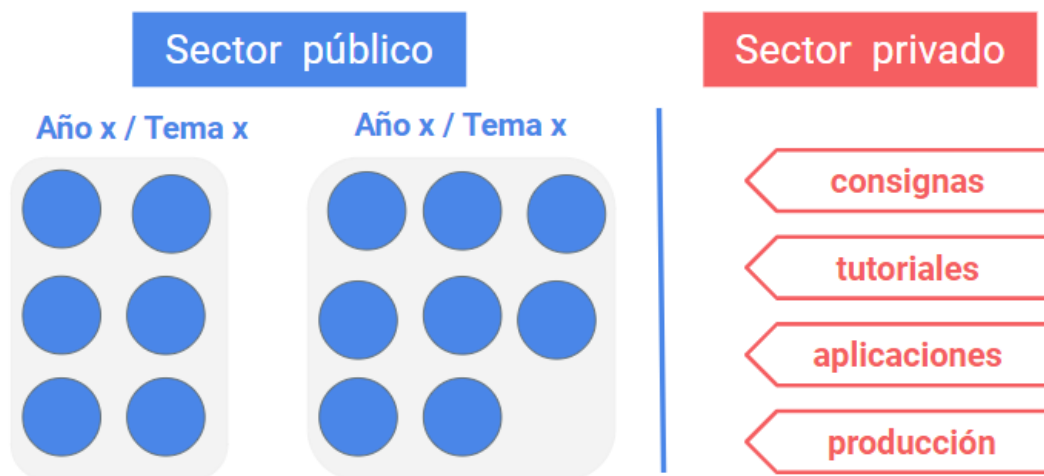 Sector público
Año x / Tema x
Año x / Tema x
Sector privado
consignas
tutoriales
aplicaciones
producción